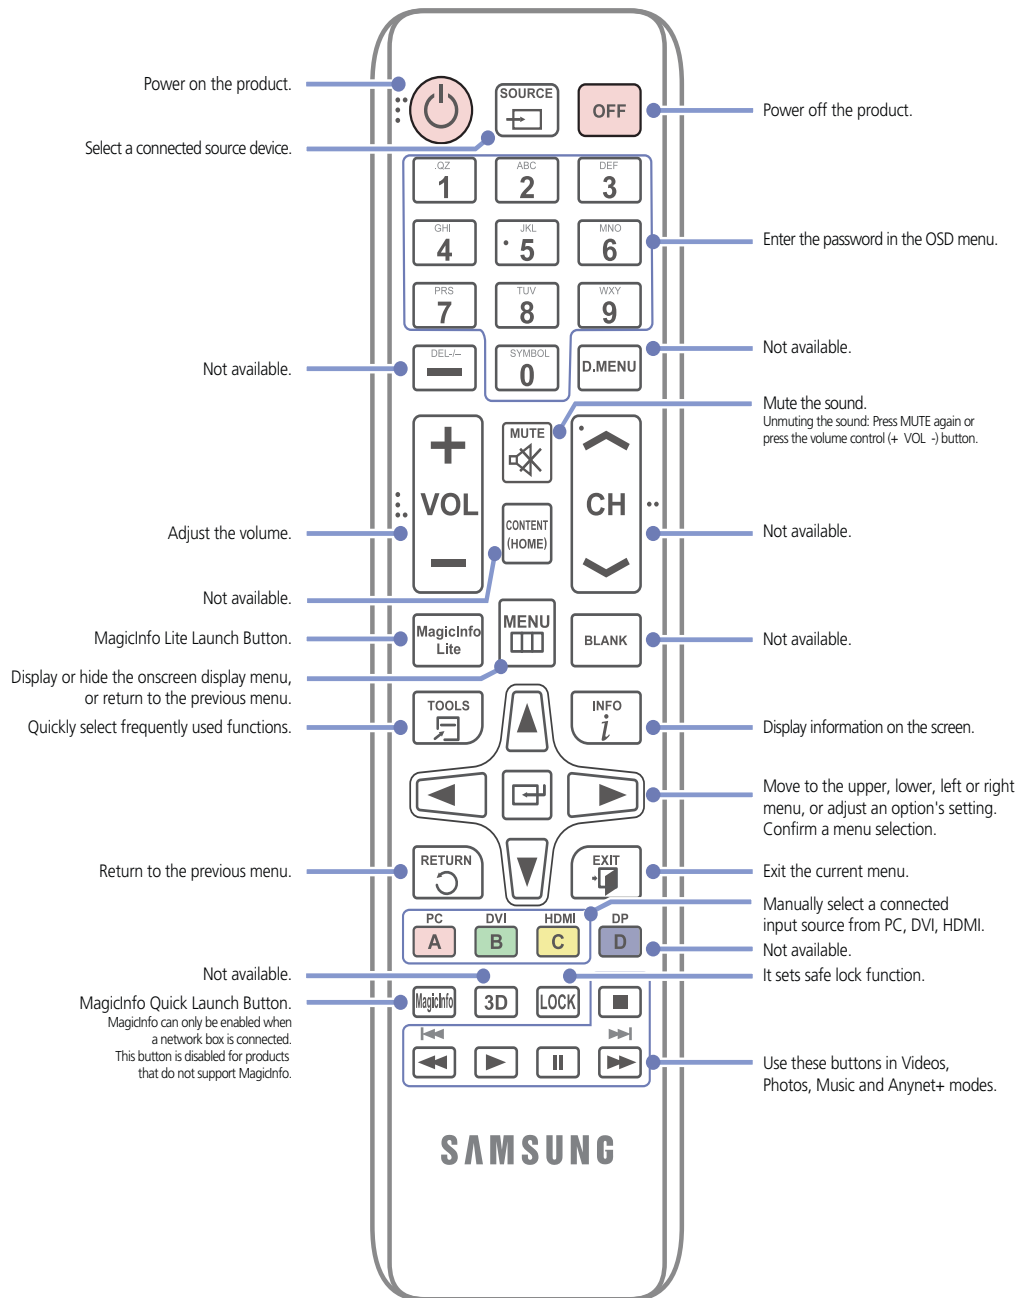 Power on the product.
SOURCE
OFF
Power off the product.
Select a connected source device.
.QZ
1
ABC
2
DEF
3
GHI
4
JKL
5
MNO
6
Enter the password in the OSD menu.
PRS
7
TUV
8
WXY
9
Not available.
DEL-/--
SYMBOL
0
D.MENU
Not available.
Mute the sound.
Unmuting the sound: Press MUTE again or
press the volume control (+ VOL -) button.
MUTE
VOL
CH
Adjust the volume.
CONTENT
(HOME)
Not available.
Not available.
MagicInfo Lite Launch Button.
MagicInfo
Lite
MENU
BLANK
Not available.
Display or hide the onscreen display menu,
or return to the previous menu.
Quickly select frequently used functions.
TOOLS
INFO
i
Display information on the screen.
Move to the upper, lower, left or right
menu, or adjust an option's setting.
Confirm a menu selection.
Return to the previous menu.
RETURN
EXIT
Exit the current menu.
Manually select a connected
input source from PC, DVI, HDMI.
PC
A
DVI
B
HDMI
C
DP
D
Not available.
Not available.
It sets safe lock function.
MagicInfo Quick Launch Button.
MagicInfo can only be enabled when
a network box is connected.
This button is disabled for products
that do not support MagicInfo.
MagicInfo
3D
LOCK
Use these buttons in Videos,
Photos, Music and Anynet+ modes.
SAMSUNG